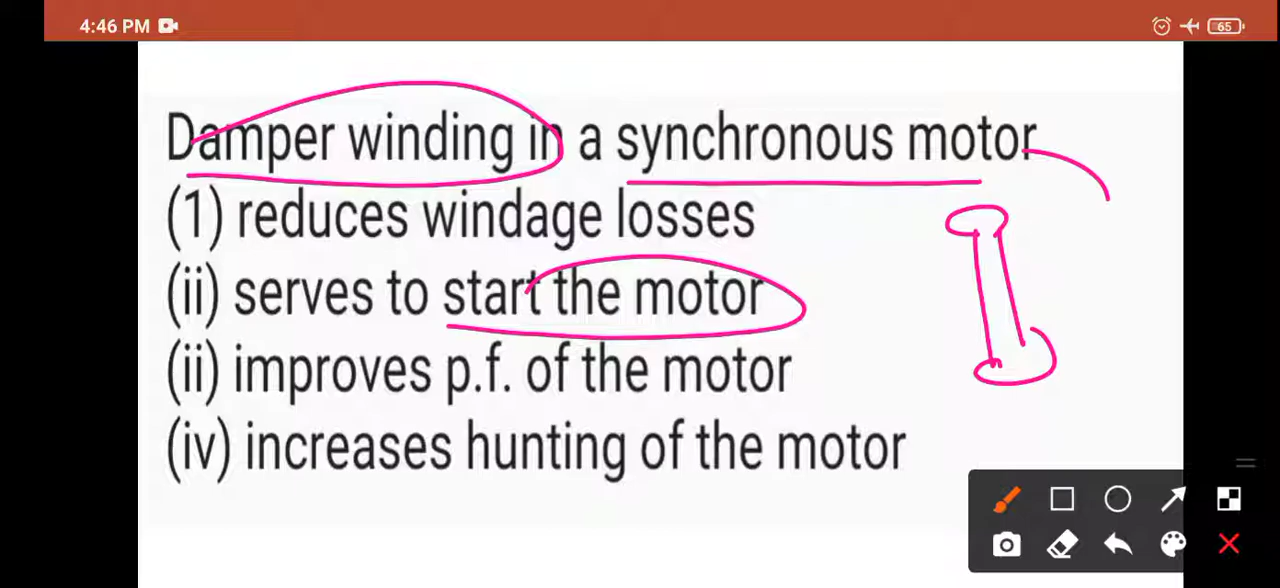 4:46 PM
65
Damper winding in a synchronous motor
(1) reduces windage losses
(ii) serves to start the motor
(ii) improves p.f. of the motor
(iv) increases hunting of the motor